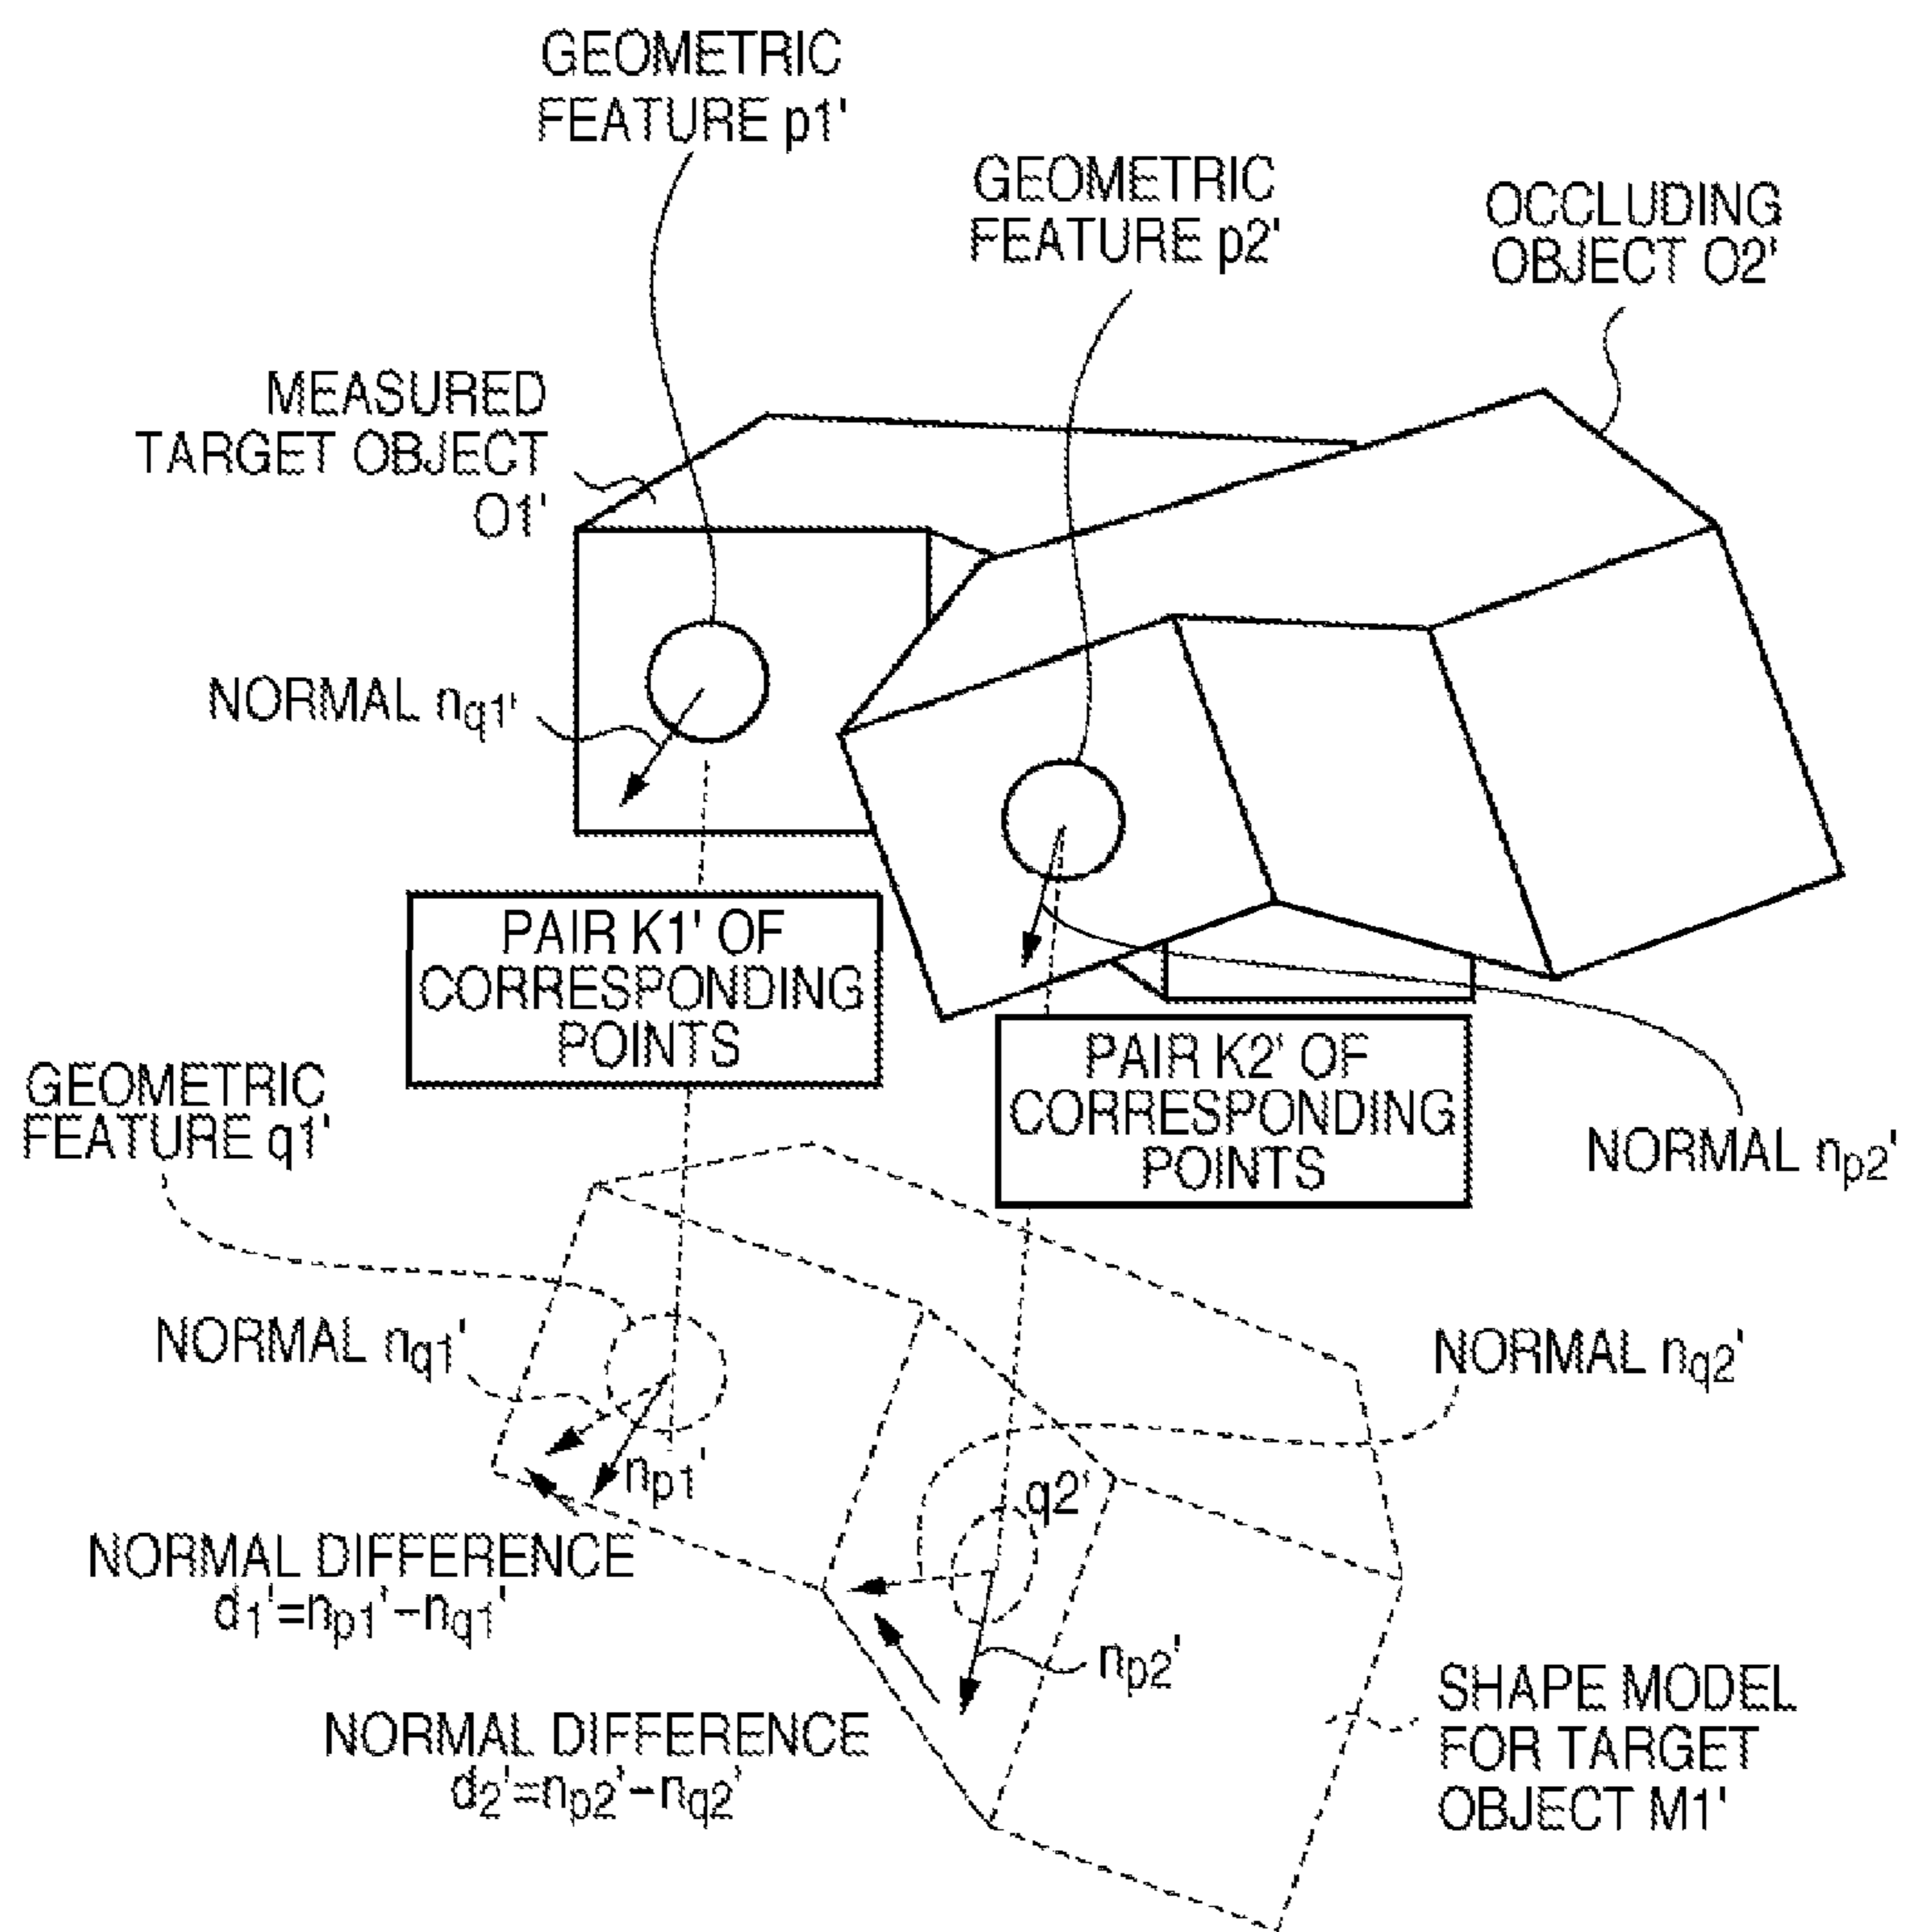 GEOMETRIC
FEATURE p1'
GEOMETRIC
FEATURE p2'
OCCLUDING
OBJECT O2'
MEASURED
TARGET OBJECT
O1'
NORMAL nq1'
PAIR K1' OF
CORRESPONDING
POINTS
PAIR K2' OF
CORRESPONDING
POINTS
GEOMETRIC
FEATURE q1'
NORMAL np2'
NORMAL nq1'
NORMAL nq2'
np1'
q2'
NORMAL DIFFERENCE
d1'=np1'-nq1'
np2'
NORMAL DIFFERENCE
d2'=np2'-nq2'
SHAPE MODEL
FOR TARGET
OBJECT M1'